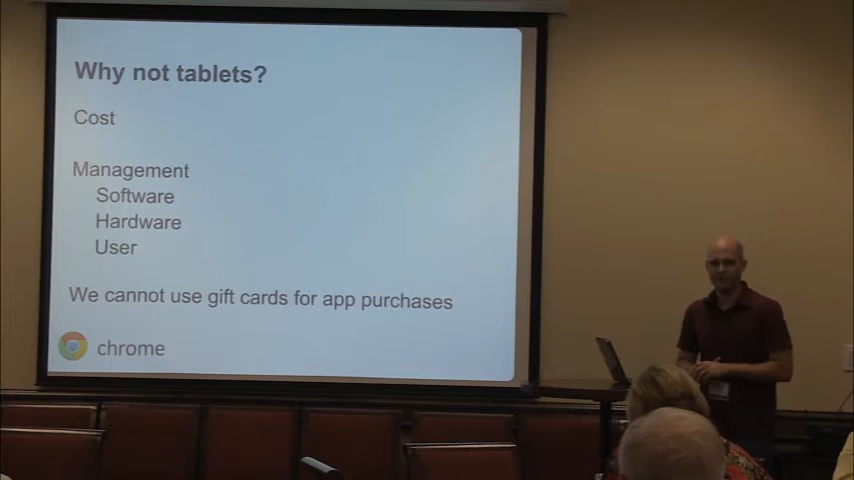 Why not tablets?
Cost
Management
Software
Hardware
User
We cannot use gift cards for app purchases
chrome